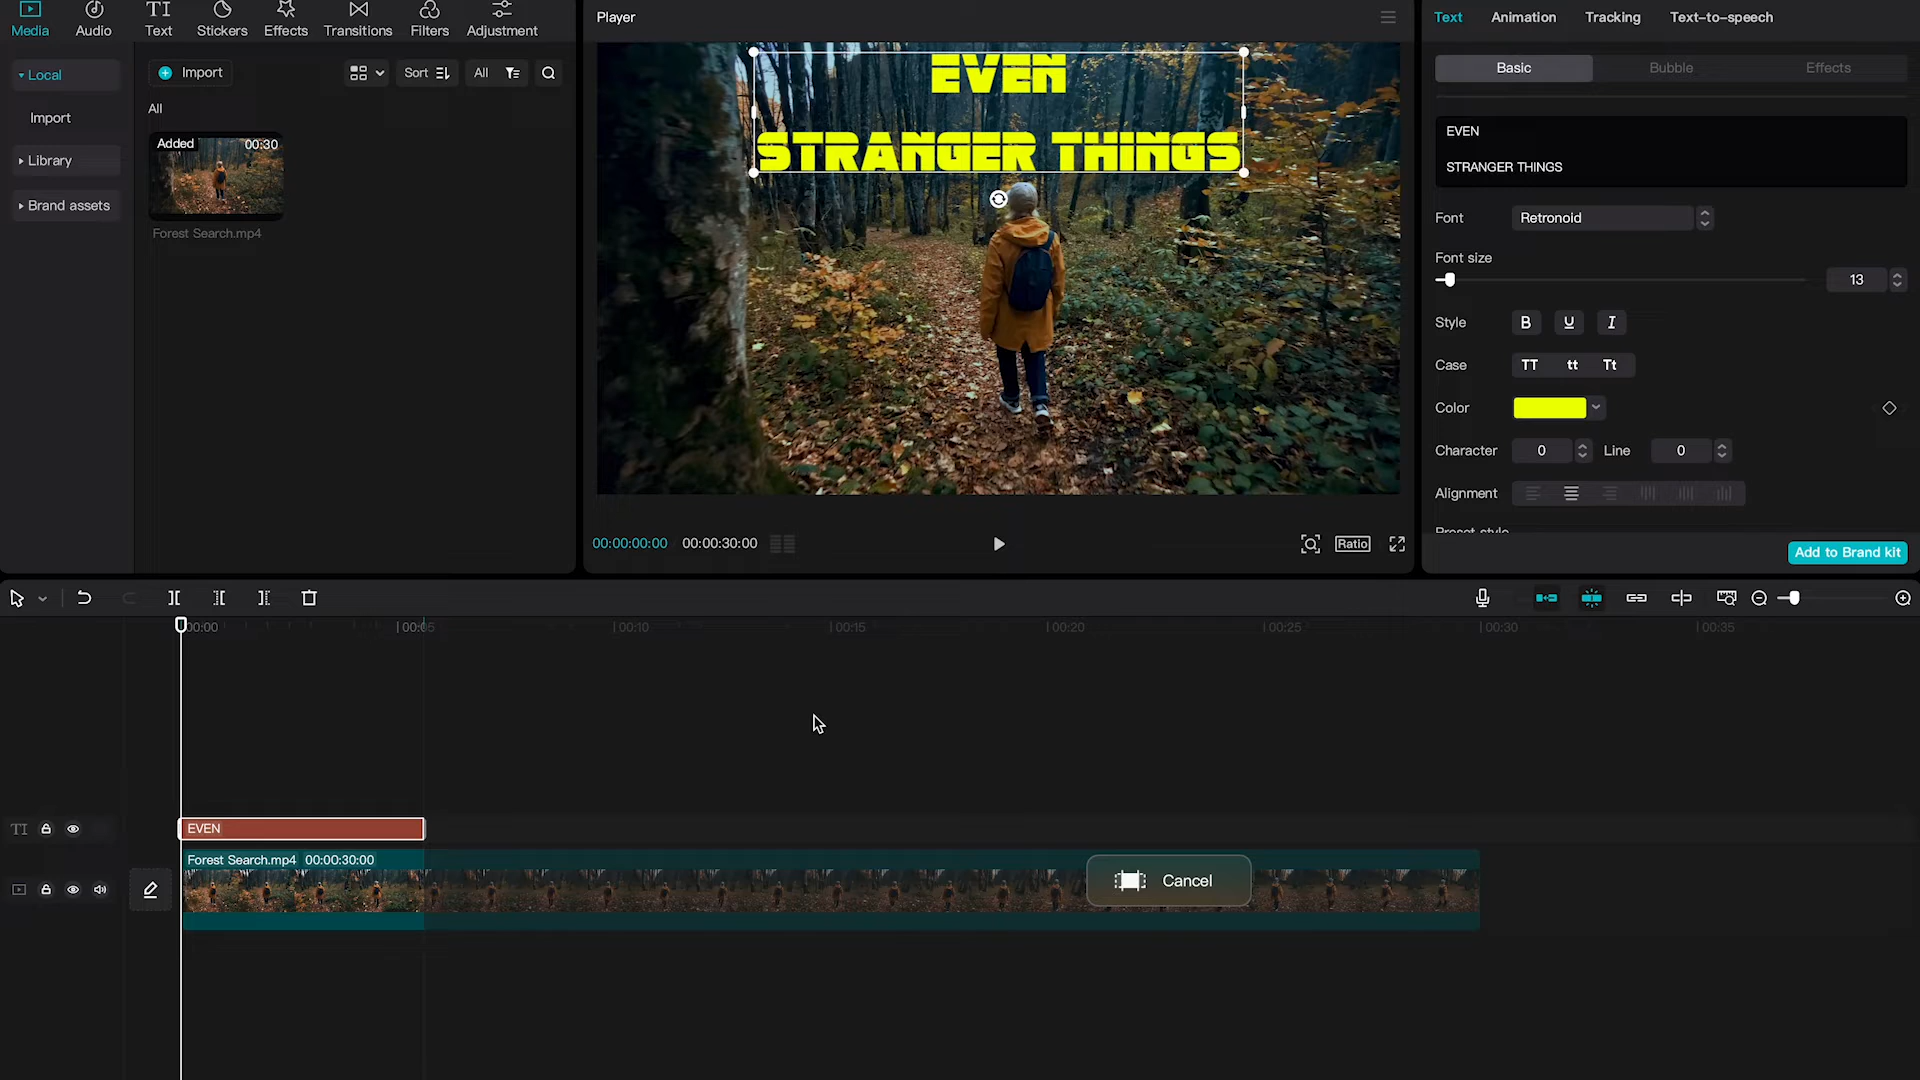 Media
Audio
Text
Stickers
Effects
Transitions
Filters
Adjustment
Local
Import
Library
Brand assets
Import
Sort
All
All
Added
00:30
Forest Search.mp4
Player
EVEN
STRANGER THINGS
00:00:00:00
00:00:30:00
Ratio
Text
Animation
Tracking
Text-to-speech
Basic
Bubble
Effects
EVEN
STRANGER THINGS
Font
Retronoid
Font size
13
Style
B U I
Case
TT tt Tt
Color
Character
0
Line
0
Alignment
Preset style
Add to Brand kit
00:00
00:05
00:10
00:15
00:20
00:25
00:30
00:35
TI
EVEN
Forest Search.mp4 00:00:30:00
Cancel